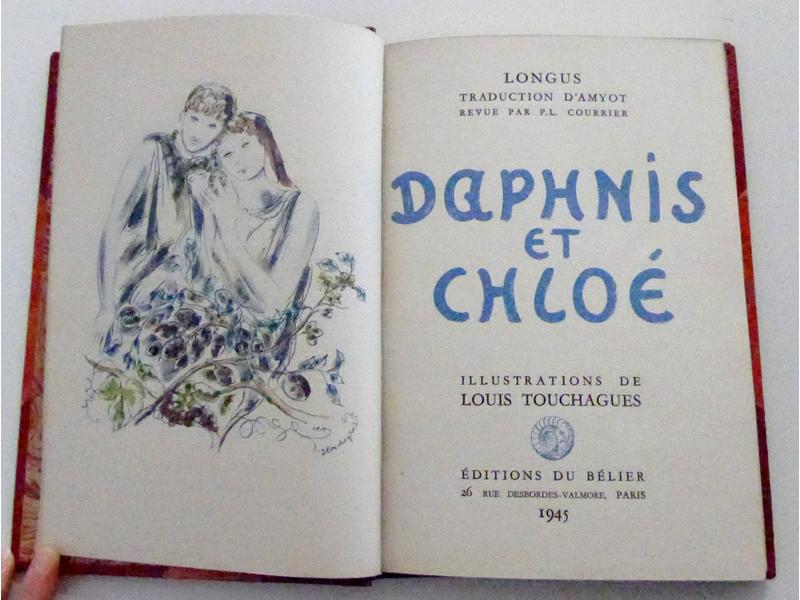 LONGUS
TRADUCTION D'AMYOT
REVUE PAR P.L. COURRIER
DAPHNIS
ET
CHLOÉ
ILLUSTRATIONS DE
LOUIS TOUCHAGUES
ÉDITIONS DU BÉLIER
26 RUE DESBORDES-VALMORE, PARIS
1945